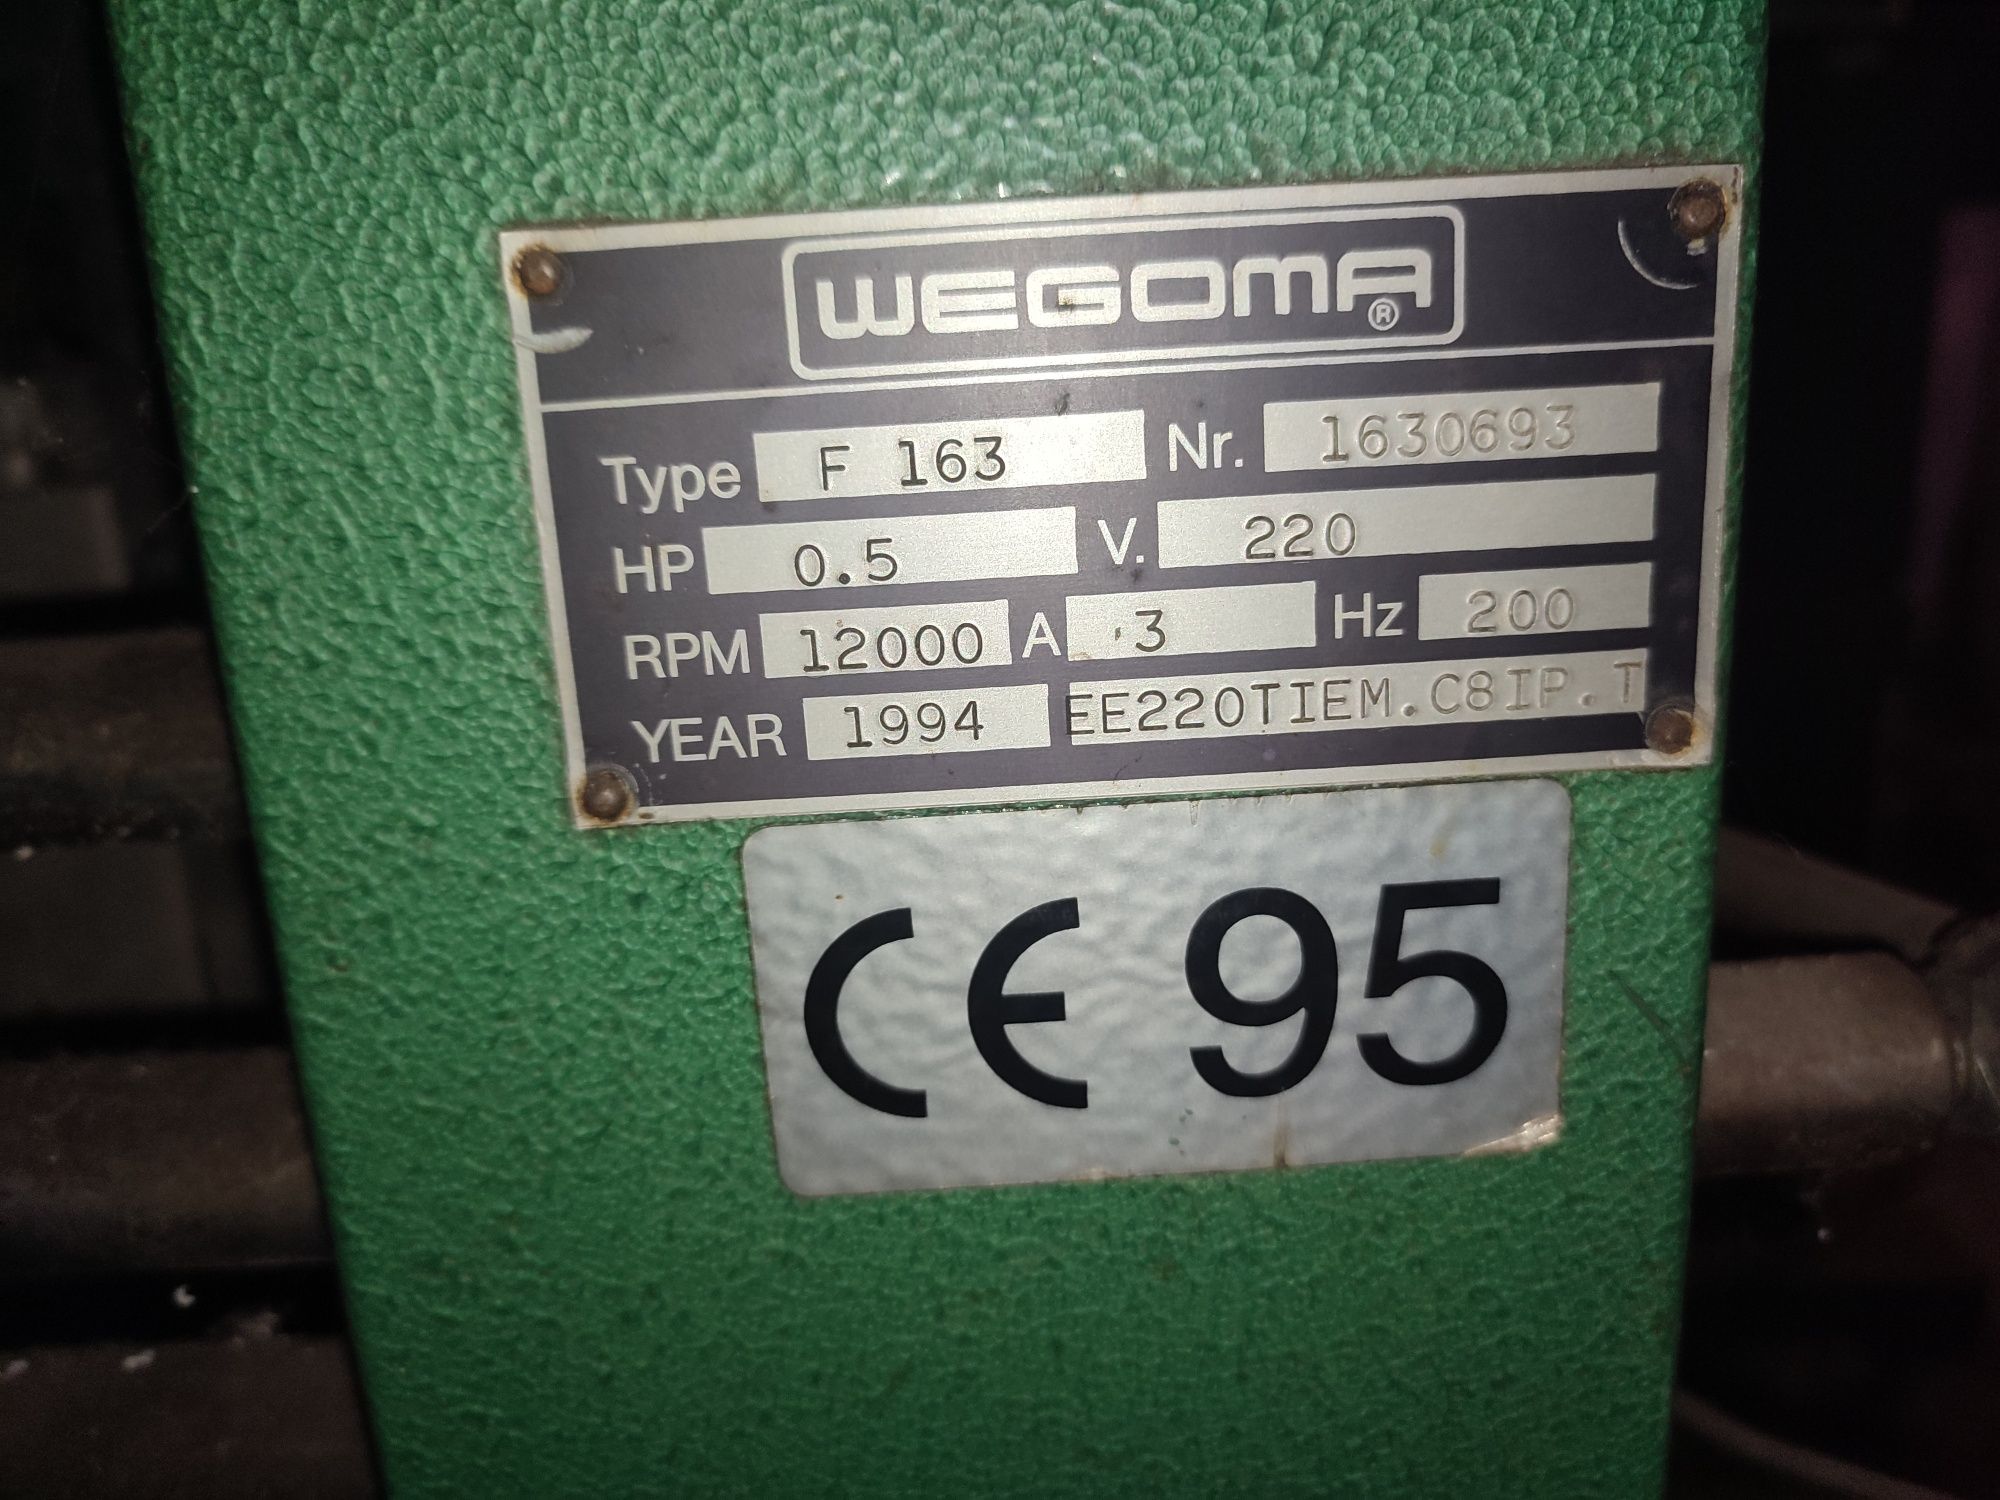 WEGOMA®
Type F 163 Nr. 1630693
HP 0.5 V. 220
RPM 12000 A 3 Hz 200
YEAR 1994 EE220TIEM.C8IP.T
CE 95